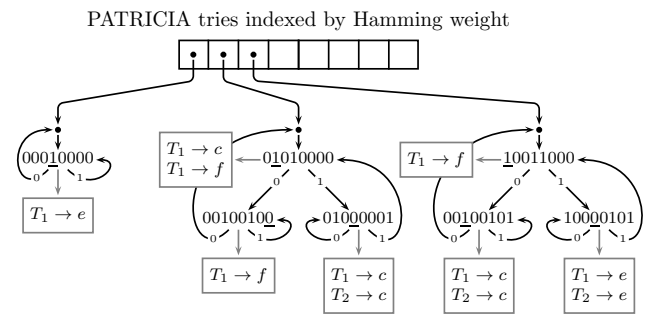 PATRICIA tries indexed by Hamming weight
00010000
0 1
T₁ → e
T₁ → c
T₁ → f
01010000
0 1
00100100
0 1
T₁ → f
01000001
0 1
T₁ → c
T₂ → c
T₁ → f
10011000
0 1
00100101
0 1
T₁ → c
T₂ → c
10000101
0 1
T₁ → e
T₂ → e